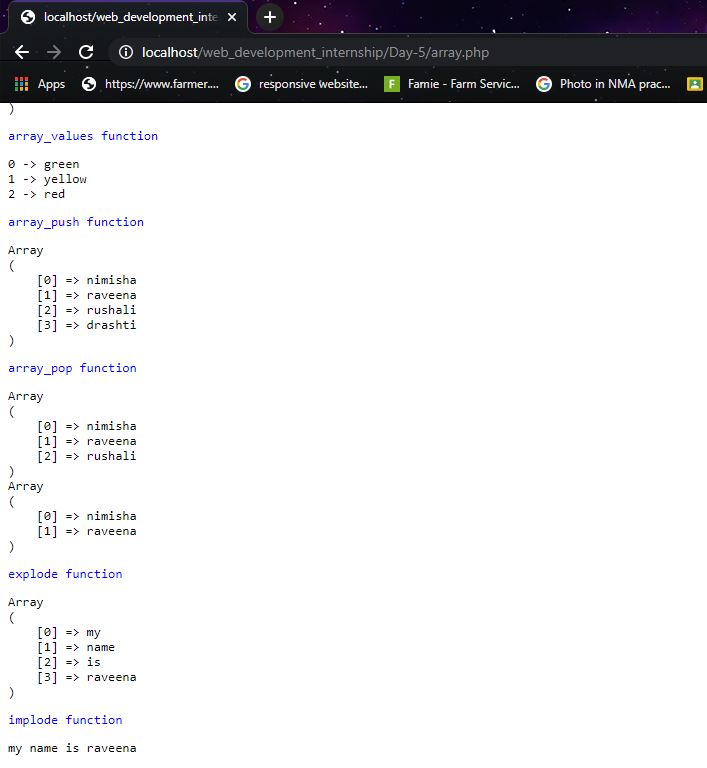 localhost/web_development_inte
localhost/web_development_internship/Day-5/array.php
Apps https://www.farmer.... responsive website... Famie - Farm Servic... Photo in NMA prac...
)
array_values function
0 -> green
1 -> yellow
2 -> red
array_push function
Array
(
    [0] => nimisha
    [1] => raveena
    [2] => rushali
    [3] => drashti
)
array_pop function
Array
(
    [0] => nimisha
    [1] => raveena
    [2] => rushali
)
Array
(
    [0] => nimisha
    [1] => raveena
)
explode function
Array
(
    [0] => my
    [1] => name
    [2] => is
    [3] => raveena
)
implode function
my name is raveena